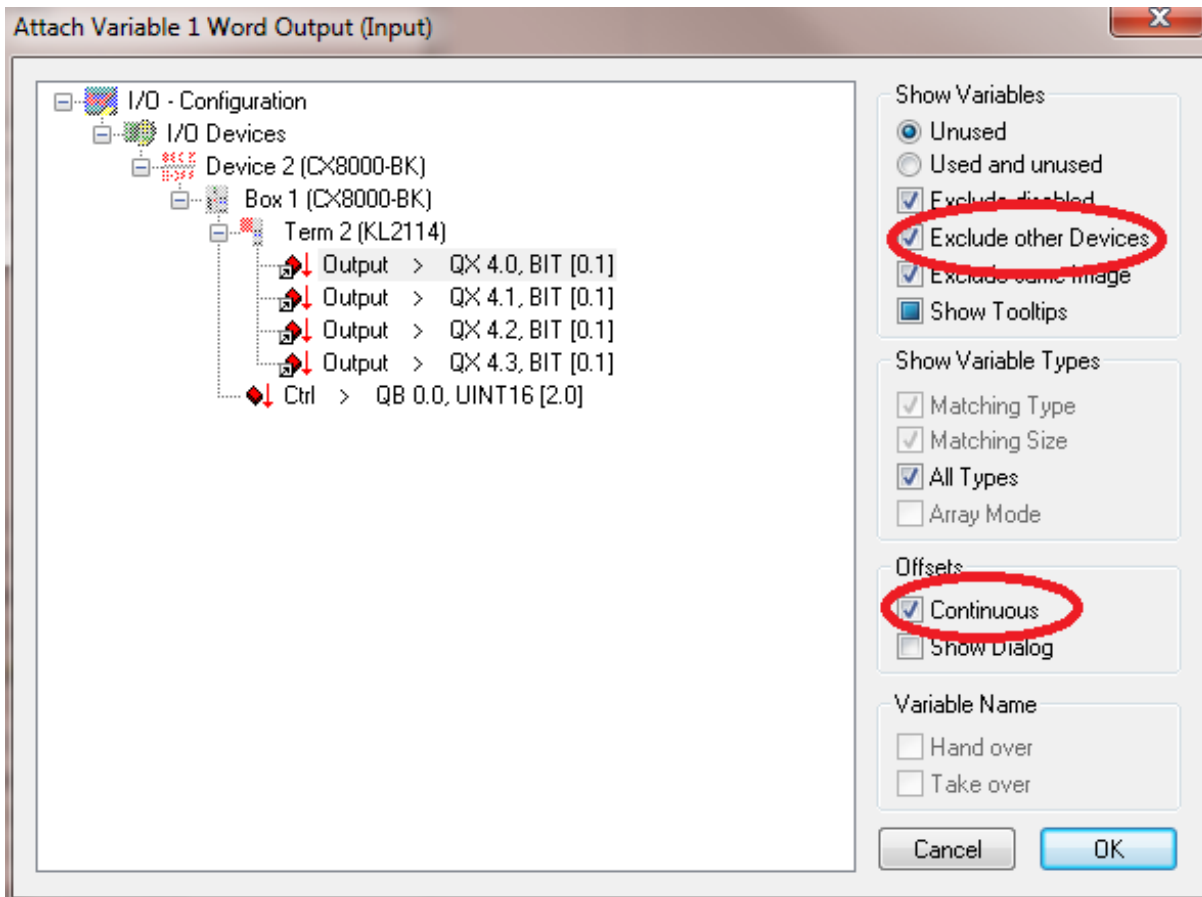 Attach Variable 1 Word Output (Input)
I/O - Configuration
I/O Devices
Device 2 (CX8000-BK)
Box 1 (CX8000-BK)
Term 2 (KL2114)
Output > QX 4.0, BIT [0.1]
Output > QX 4.1, BIT [0.1]
Output > QX 4.2, BIT [0.1]
Output > QX 4.3, BIT [0.1]
Ctrl > QB 0.0, UINT16 [2.0]
Show Variables
Unused
Used and unused
Exclude disabled
Exclude other Devices
Exclude same Image
Show Tooltips
Show Variable Types
Matching Type
Matching Size
All Types
Array Mode
Offsets
Continuous
Show Dialog
Variable Name
Hand over
Take over
Cancel
OK